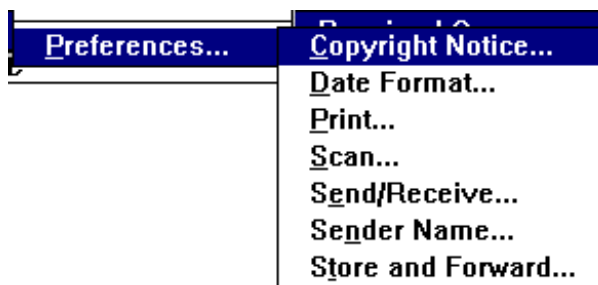 Preferences...
Copyright Notice...
Date Format...
Print...
Scan...
Send/Receive...
Sender Name...
Store and Forward...